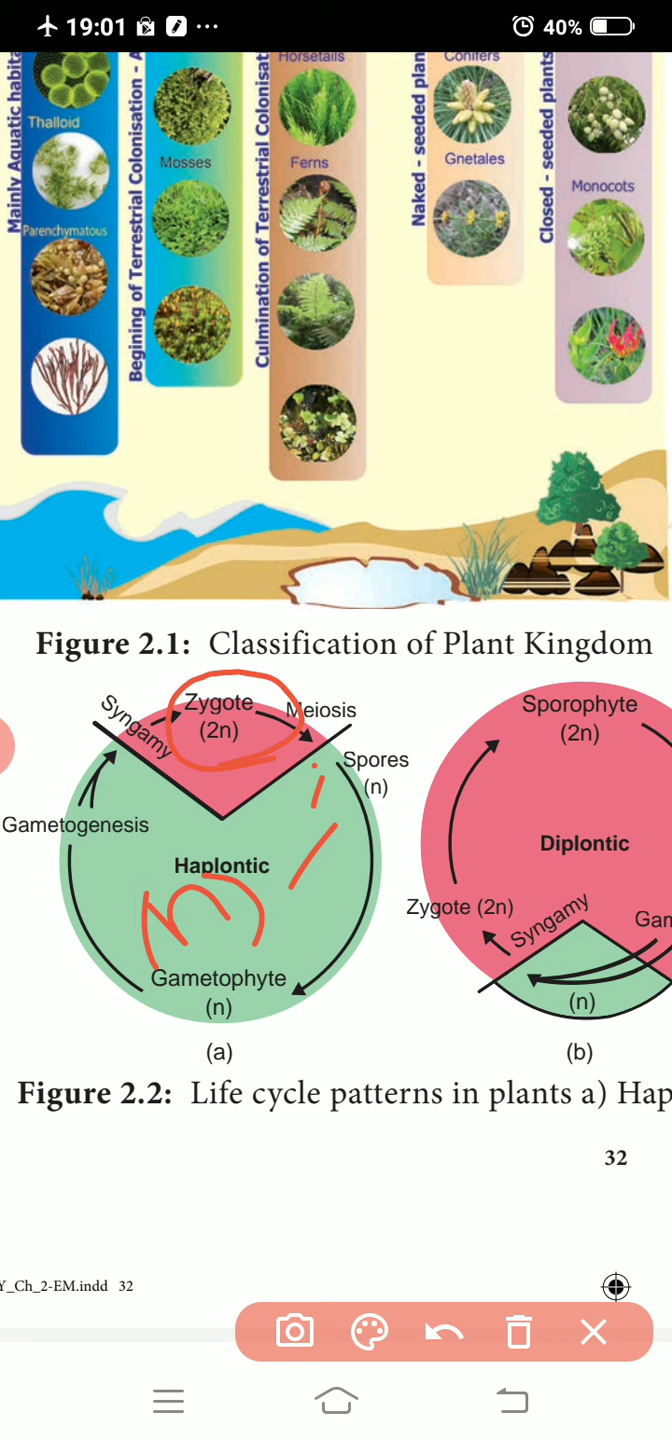 19:01
40%
Mainly Aquatic habita
Thalloid
Parenchymatous
Begining of Terrestrial Colonisation - A
Mosses
Culmination of Terrestrial Colonisat
Horsetails
Ferns
Naked - seeded plan
Conifers
Gnetales
Closed - seeded plants
Monocots
Figure 2.1: Classification of Plant Kingdom
Syngamy
Zygote
(2n)
Meiosis
Spores
(n)
Gametogenesis
Haplontic
Gametophyte
(n)
(a)
Sporophyte
(2n)
Diplontic
Zygote (2n)
Syngamy
Gam
(n)
(b)
Figure 2.2: Life cycle patterns in plants a) Hap
32
Y_Ch_2-EM.indd 32